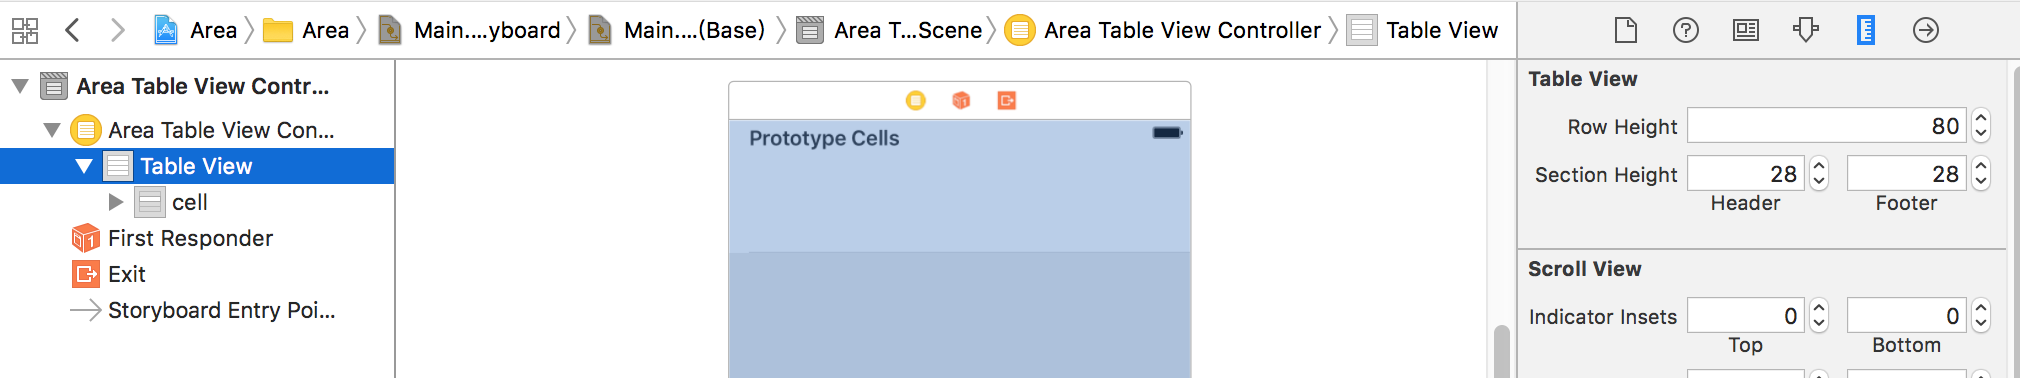 Area Area Main....yboard Main....(Base) Area T...Scene Area Table View Controller Table View
Area Table View Contr...
Area Table View Con...
Table View
cell
First Responder
Exit
Storyboard Entry Poi...
Prototype Cells
Table View
Row Height 80
Section Height 28 28
Header Footer
Scroll View
Indicator Insets 0 0
Top Bottom